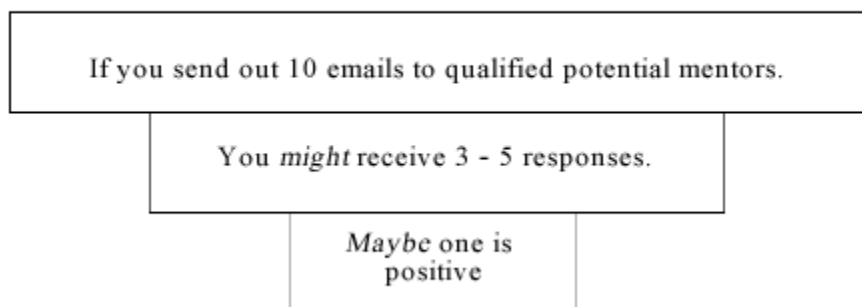 If you send out 10 emails to qualified potential mentors.
You might receive 3 - 5 responses.
Maybe one is
positive